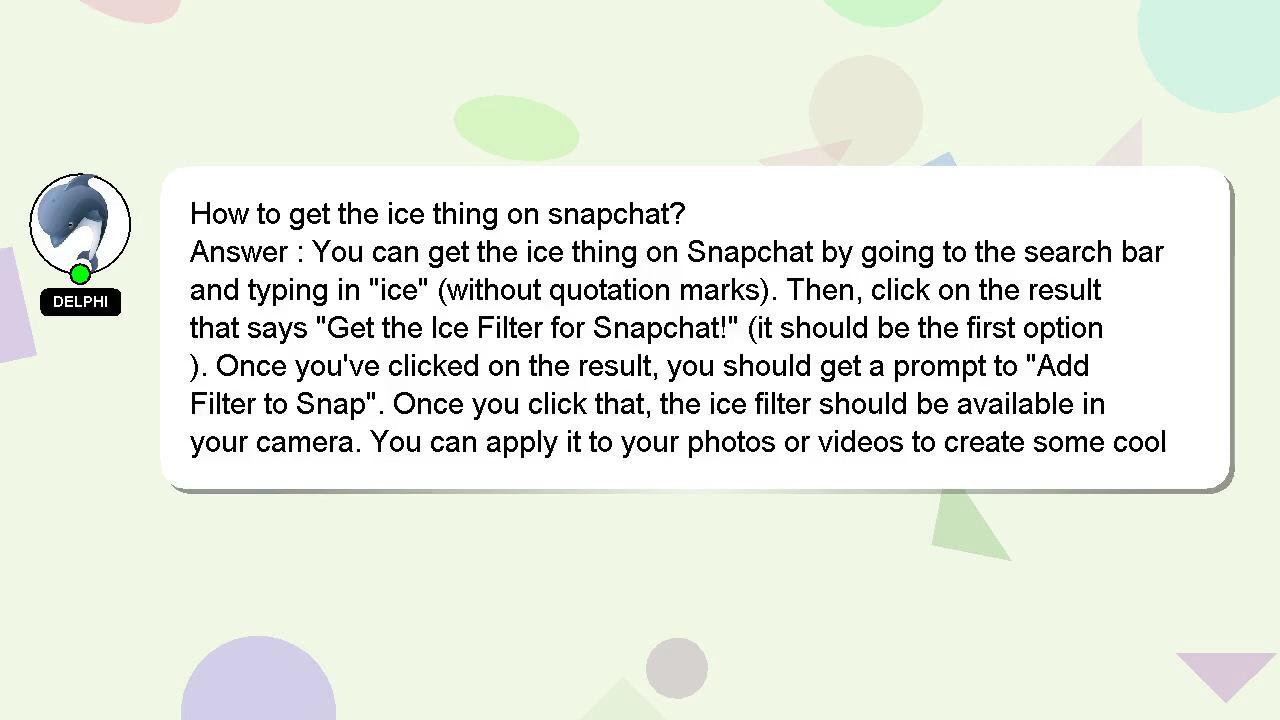 How to get the ice thing on snapchat?
Answer : You can get the ice thing on Snapchat by going to the search bar
and typing in "ice" (without quotation marks). Then, click on the result
that says "Get the Ice Filter for Snapchat!" (it should be the first option
). Once you've clicked on the result, you should get a prompt to "Add
Filter to Snap". Once you click that, the ice filter should be available in
your camera. You can apply it to your photos or videos to create some cool
DELPHI